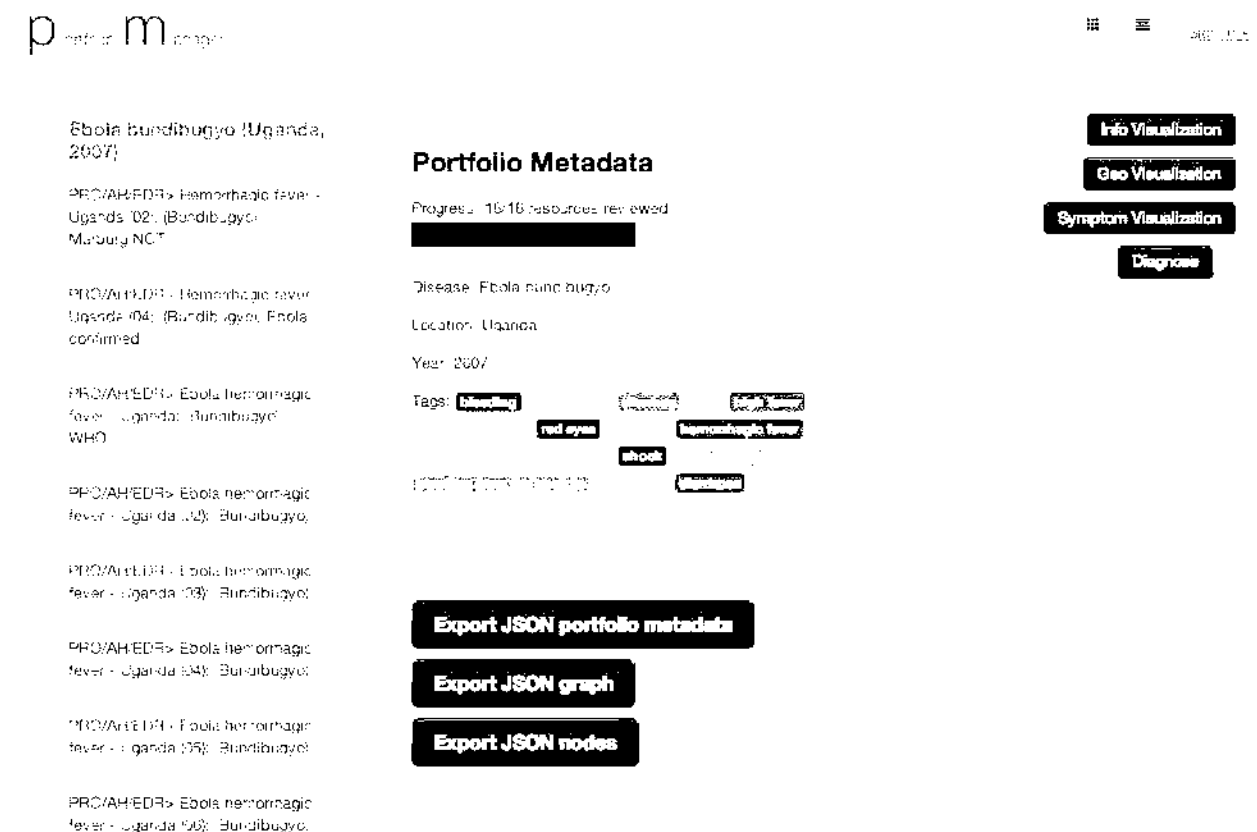 Portfolio Manager
Ebola bundibugyo (Uganda,
2007)
PRO/AH/EDR> Hemorrhagic fever -
Uganda (02): (Bundibugyo)
Marburg NOT
PRO/AH/EDR> Hemorrhagic fever -
Uganda (04): (Bundibugyo) Ebola
confirmed
PRO/AH/EDR> Ebola hemorrhagic
fever - Uganda: (Bundibugyo)
WHO
PRO/AH/EDR> Ebola hemorrhagic
fever - Uganda (02): (Bundibugyo)
PRO/AH/EDR> Ebola hemorrhagic
fever - Uganda (03): (Bundibugyo)
PRO/AH/EDR> Ebola hemorrhagic
fever - Uganda (04): (Bundibugyo)
PRO/AH/EDR> Ebola hemorrhagic
fever - Uganda (05): (Bundibugyo)
PRO/AH/EDR> Ebola hemorrhagic
fever - Uganda (06): (Bundibugyo)
Portfolio Metadata
Progress: 16/16 resources reviewed
Disease: Ebola bundibugyo
Location: Uganda
Year: 2007
Tags: bleeding high fever
red eyes hemorrhagic fever
shock
Export JSON portfolio metadata
Export JSON graph
Export JSON nodes
Info Visualization
Geo Visualization
Symptom Visualization
Diagnose